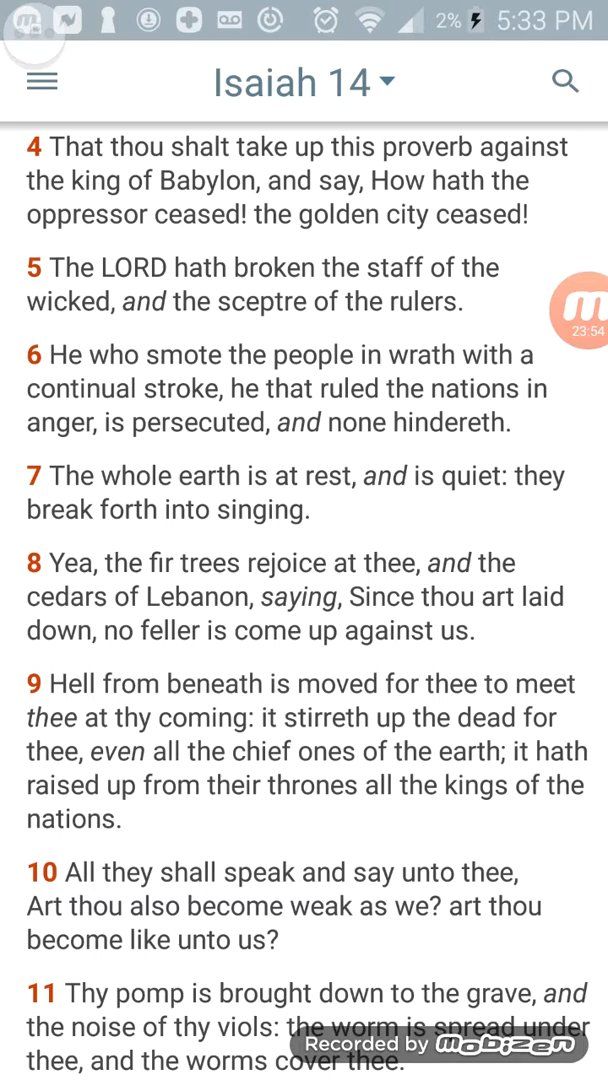 2% 5:33 PM
Isaiah 14
4 That thou shalt take up this proverb against
the king of Babylon, and say, How hath the
oppressor ceased! the golden city ceased!
5 The LORD hath broken the staff of the
wicked, and the sceptre of the rulers.
23:54
6 He who smote the people in wrath with a
continual stroke, he that ruled the nations in
anger, is persecuted, and none hindereth.
7 The whole earth is at rest, and is quiet: they
break forth into singing.
8 Yea, the fir trees rejoice at thee, and the
cedars of Lebanon, saying, Since thou art laid
down, no feller is come up against us.
9 Hell from beneath is moved for thee to meet
thee at thy coming: it stirreth up the dead for
thee, even all the chief ones of the earth; it hath
raised up from their thrones all the kings of the
nations.
10 All they shall speak and say unto thee,
Art thou also become weak as we? art thou
become like unto us?
11 Thy pomp is brought down to the grave, and
the noise of thy viols: the worm is spread under
thee, and the worms cover thee.
Recorded by mobizen